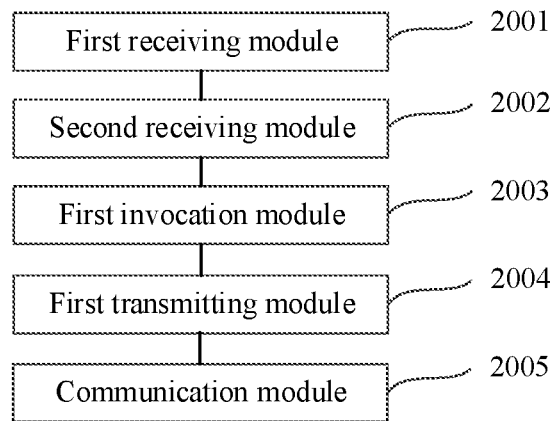 First receiving module 2001
Second receiving module 2002
First invocation module 2003
First transmitting module 2004
Communication module 2005